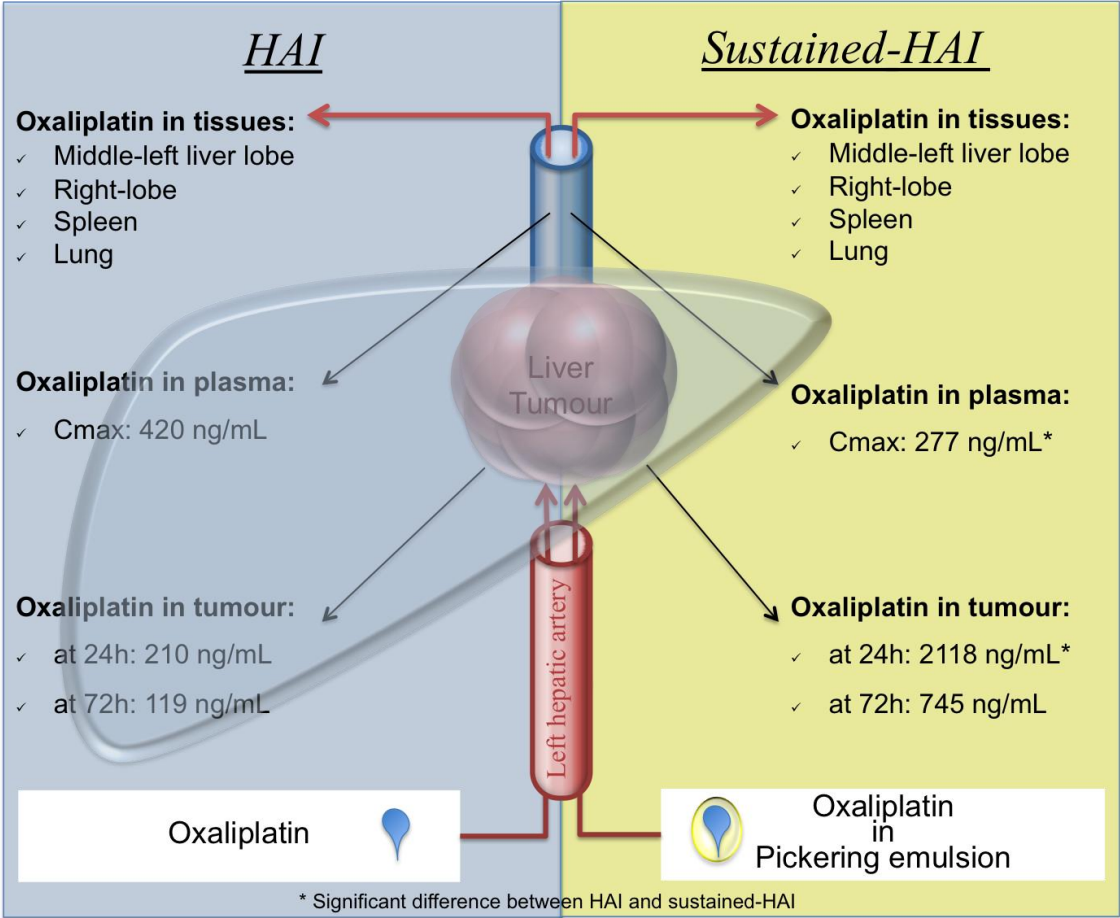 HAI
Oxaliplatin in tissues:
✓ Middle-left liver lobe
✓ Right-lobe
✓ Spleen
✓ Lung
Oxaliplatin in plasma:
✓ Cmax: 420 ng/mL
Oxaliplatin in tumour:
✓ at 24h: 210 ng/mL
✓ at 72h: 119 ng/mL
Oxaliplatin
Liver
Tumour
Left hepatic artery
Sustained-HAI
Oxaliplatin in tissues:
✓ Middle-left liver lobe
✓ Right-lobe
✓ Spleen
✓ Lung
Oxaliplatin in plasma:
✓ Cmax: 277 ng/mL*
Oxaliplatin in tumour:
✓ at 24h: 2118 ng/mL*
✓ at 72h: 745 ng/mL
Oxaliplatin
in
Pickering emulsion
* Significant difference between HAI and sustained-HAI